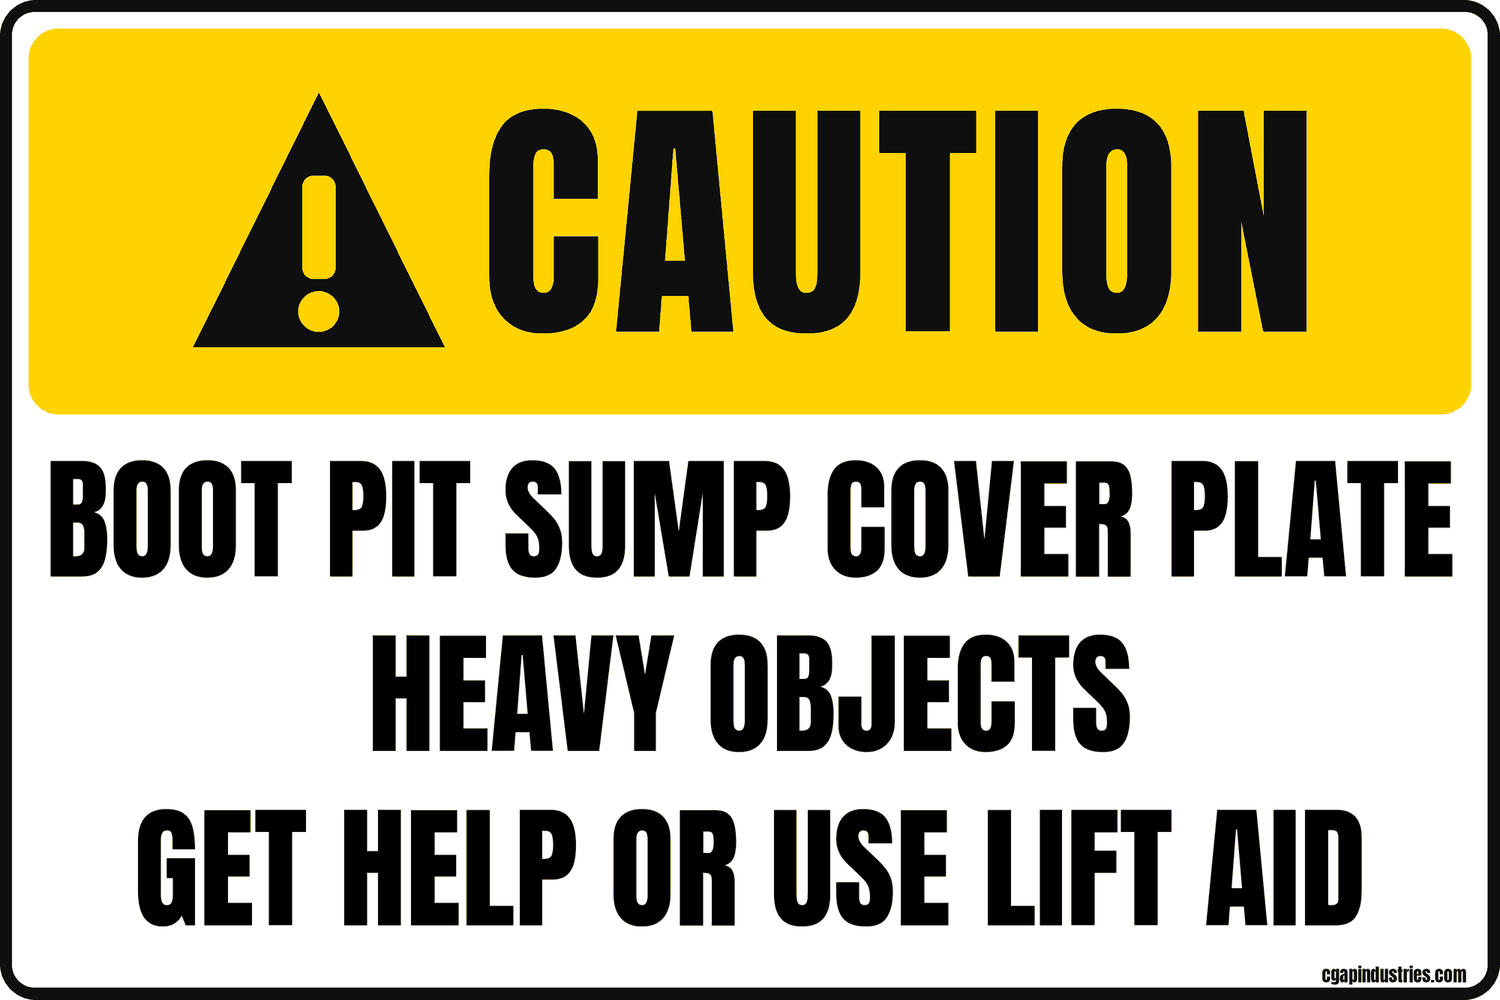 CAUTION
BOOT PIT SUMP COVER PLATE
HEAVY OBJECTS
GET HELP OR USE LIFT AID
cgapindustries.com